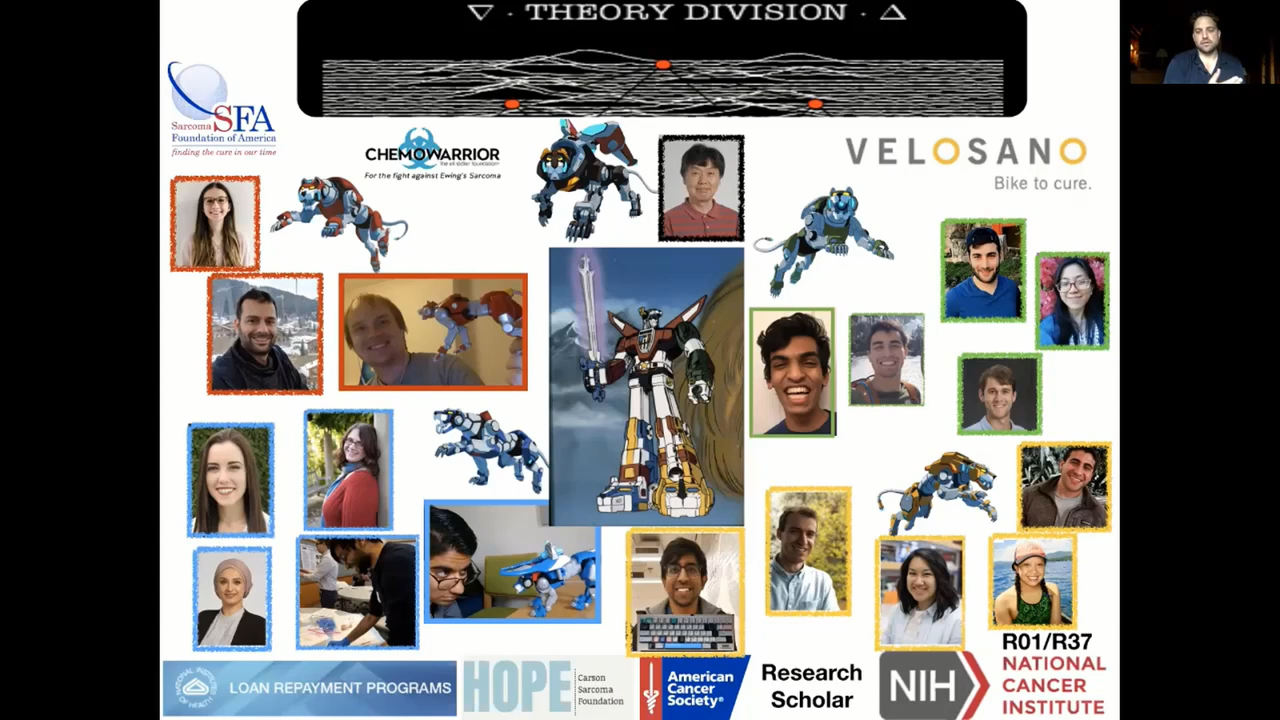 ▽ · THEORY DIVISION · △
SFA
Sarcoma
Foundation of America
finding the cure in our time
CHEMOWARRIOR
For the fight against Ewing's Sarcoma
VELOSANO
Bike to cure.
R01/R37
LOAN REPAYMENT PROGRAMS
HOPE
Carson
Sarcoma
Foundation
American
Cancer
Society®
Research
Scholar
NIH
NATIONAL
CANCER
INSTITUTE